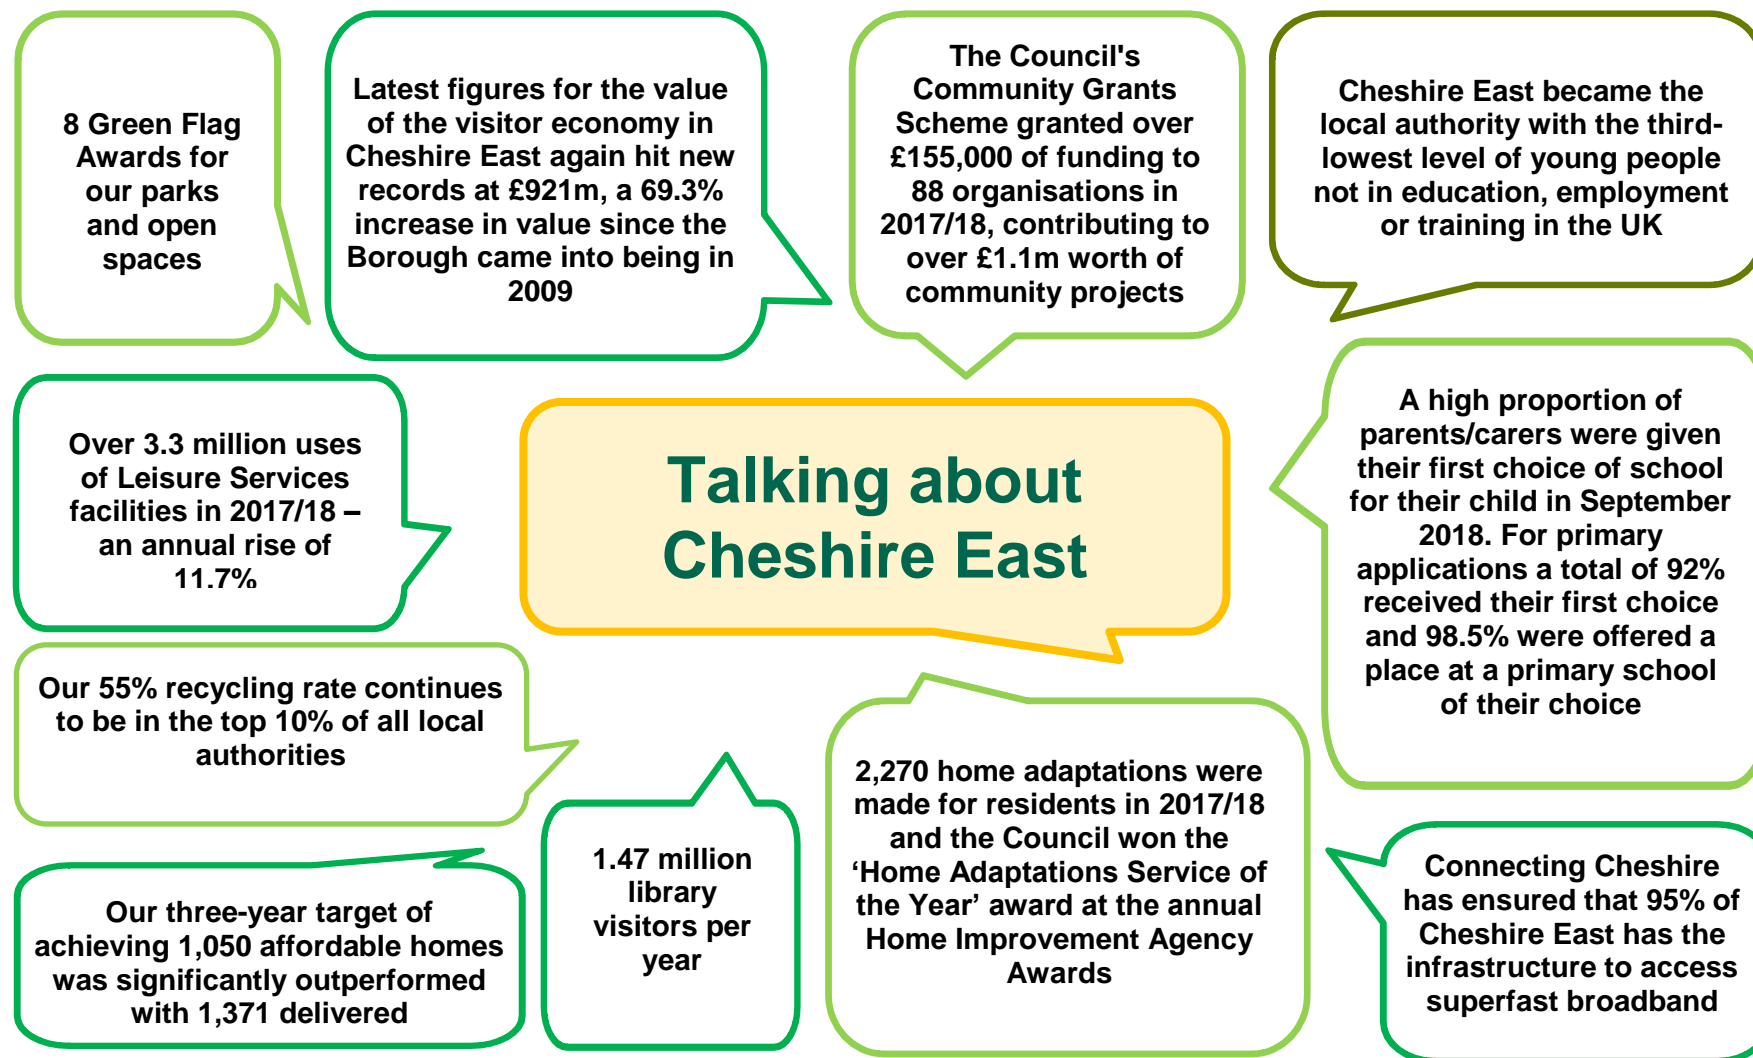 8 Green Flag
Awards for
our parks
and open
spaces
Latest figures for the value
of the visitor economy in
Cheshire East again hit new
records at £921m, a 69.3%
increase in value since the
Borough came into being in
2009
The Council's
Community Grants
Scheme granted over
£155,000 of funding to
88 organisations in
2017/18, contributing to
over £1.1m worth of
community projects
Cheshire East became the
local authority with the third-
lowest level of young people
not in education, employment
or training in the UK
Over 3.3 million uses
of Leisure Services
facilities in 2017/18 –
an annual rise of
11.7%
Talking about
Cheshire East
A high proportion of
parents/carers were given
their first choice of school
for their child in September
2018. For primary
applications a total of 92%
received their first choice
and 98.5% were offered a
place at a primary school
of their choice
Our 55% recycling rate continues
to be in the top 10% of all local
authorities
Our three-year target of
achieving 1,050 affordable homes
was significantly outperformed
with 1,371 delivered
1.47 million
library
visitors per
year
2,270 home adaptations were
made for residents in 2017/18
and the Council won the
‘Home Adaptations Service of
the Year’ award at the annual
Home Improvement Agency
Awards
Connecting Cheshire
has ensured that 95% of
Cheshire East has the
infrastructure to access
superfast broadband